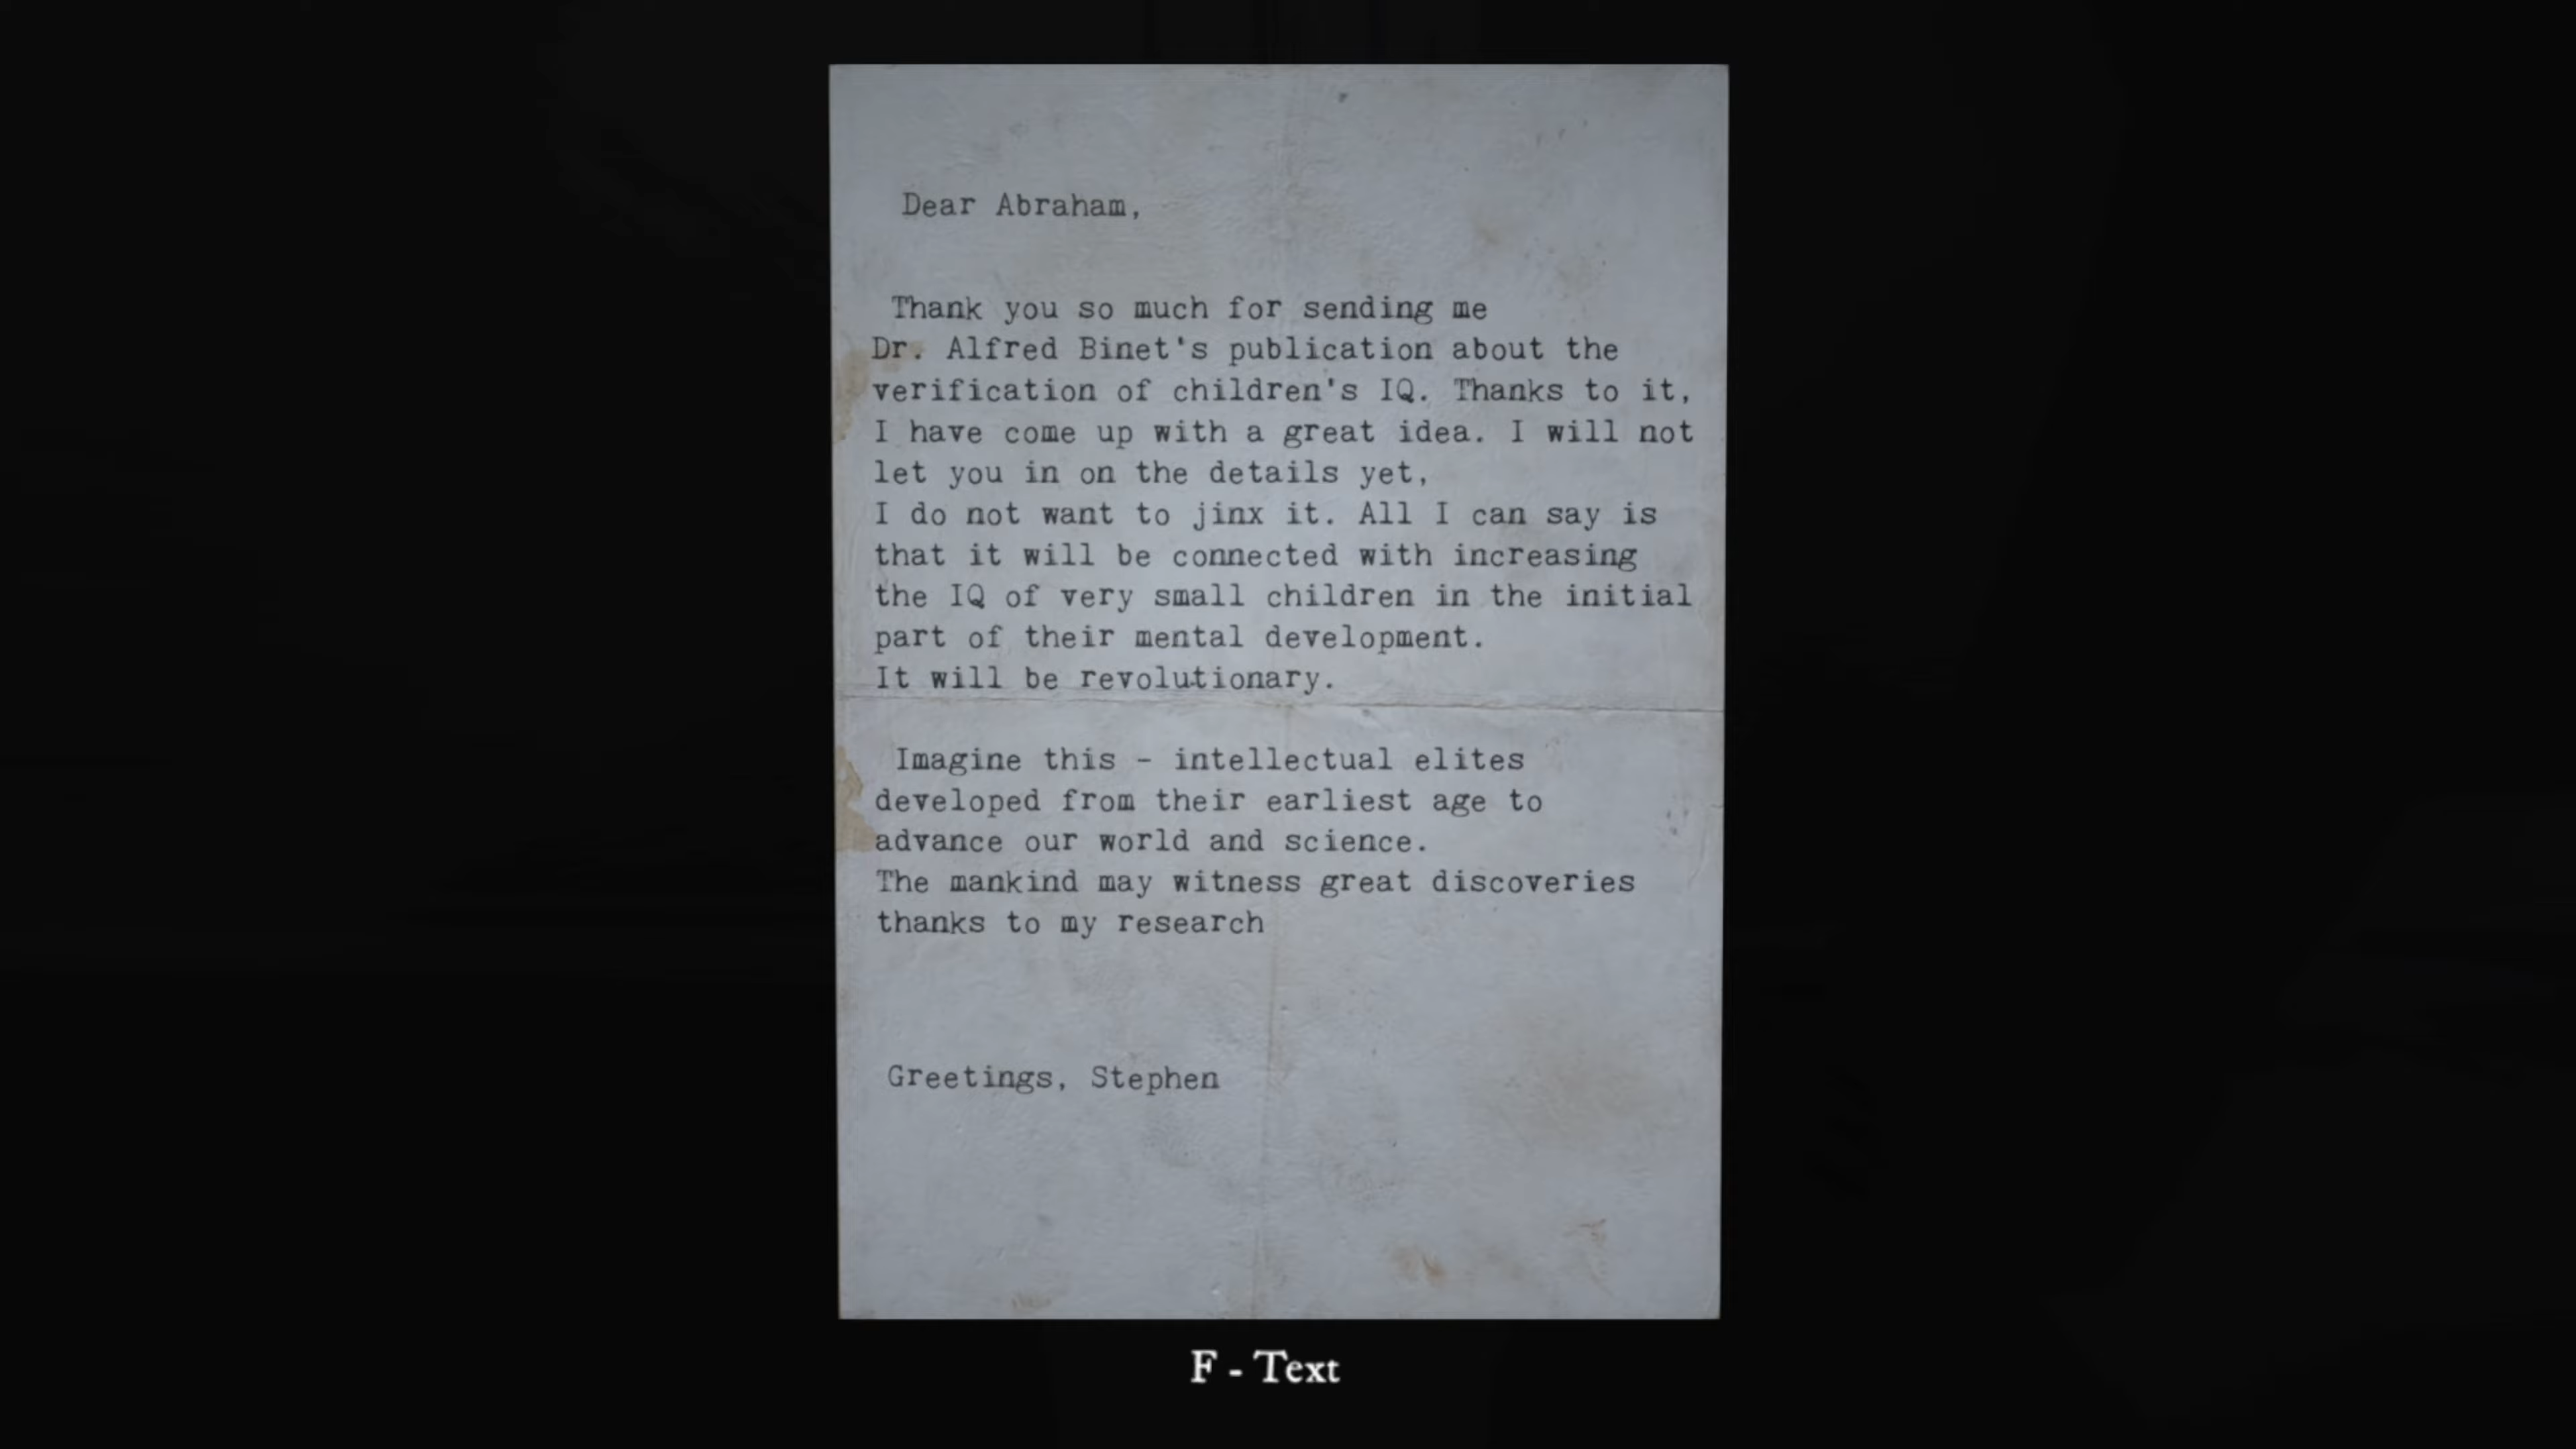 Dear Abraham,
Thank you so much for sending me
Dr. Alfred Binet's publication about the
verification of children's IQ. Thanks to it,
I have come up with a great idea. I will not
let you in on the details yet,
I do not want to jinx it. All I can say is
that it will be connected with increasing
the IQ of very small children in the initial
part of their mental development.
It will be revolutionary.
Imagine this - intellectual elites
developed from their earliest age to
advance our world and science.
The mankind may witness great discoveries
thanks to my research
Greetings, Stephen
F - Text